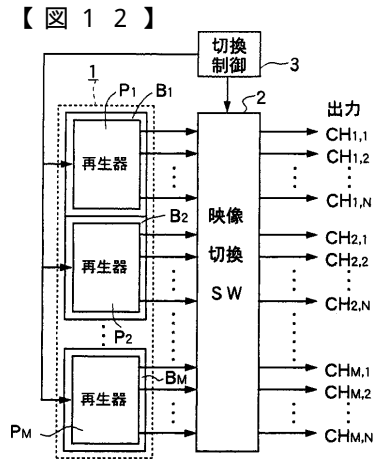 【図１２】
切換
制御
3
1
P1
B1
2
出力
再生器
CH1,1
CH1,2
CH1,N
B2
映像
切換
SW
再生器
CH2,1
CH2,2
CH2,N
P2
BM
再生器
PM
CHM,1
CHM,2
CHM,N